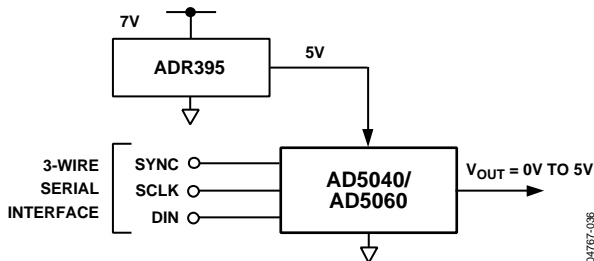 7V
ADR395
5V
3-WIRE
SERIAL
INTERFACE
SYNC
SCLK
DIN
AD5040/
AD5060
VOUT = 0V TO 5V
04767-036